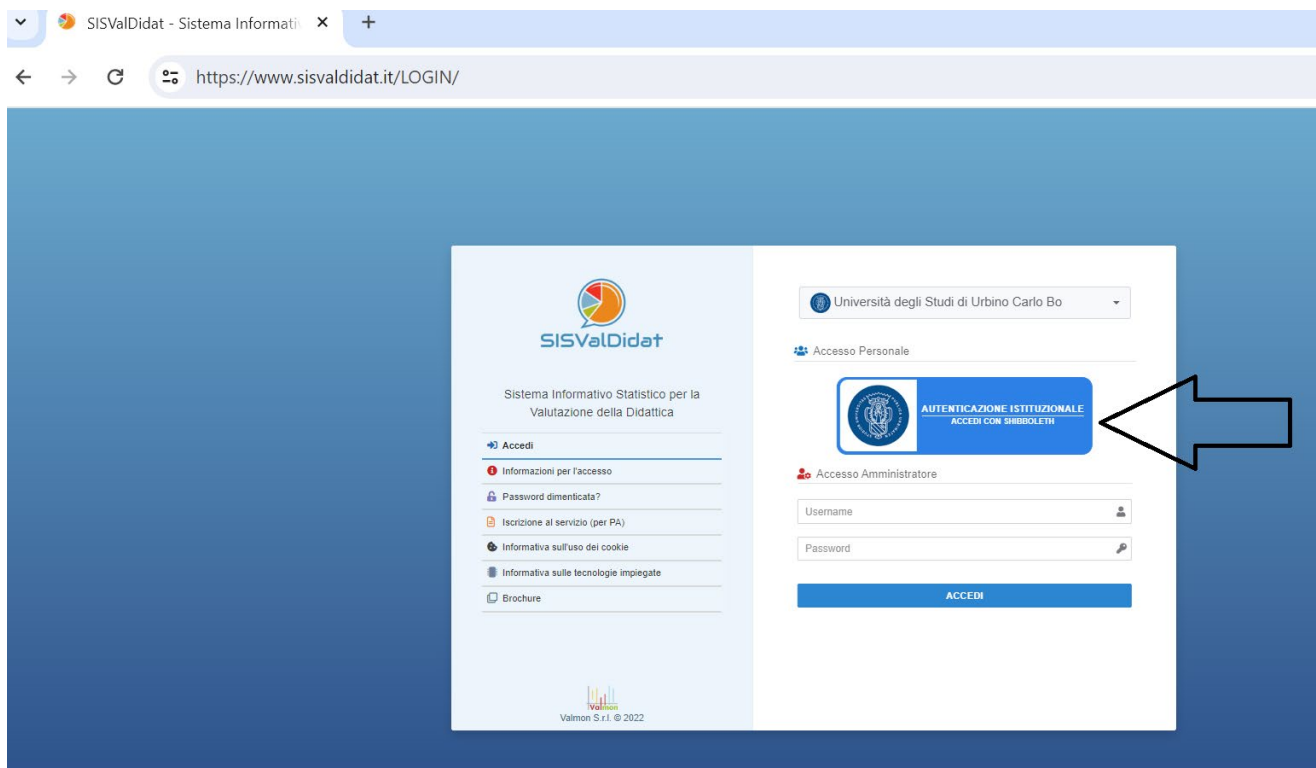 SISValDidat - Sistema Informati
https://www.sisvaldidat.it/LOGIN/
SISValDidat
Sistema Informativo Statistico per la
Valutazione della Didattica
Accedi
Informazioni per l'accesso
Password dimenticata?
Iscrizione al servizio (per PA)
Informativa sull'uso dei cookie
Informativa sulle tecnologie impiegate
Brochure
Valmon
Valmon S.r.l. © 2022
Università degli Studi di Urbino Carlo Bo
Accesso Personale
AUTENTICAZIONE ISTITUZIONALE
ACCEDI CON SHIBBOLETH
Accesso Amministratore
Username
Password
ACCEDI